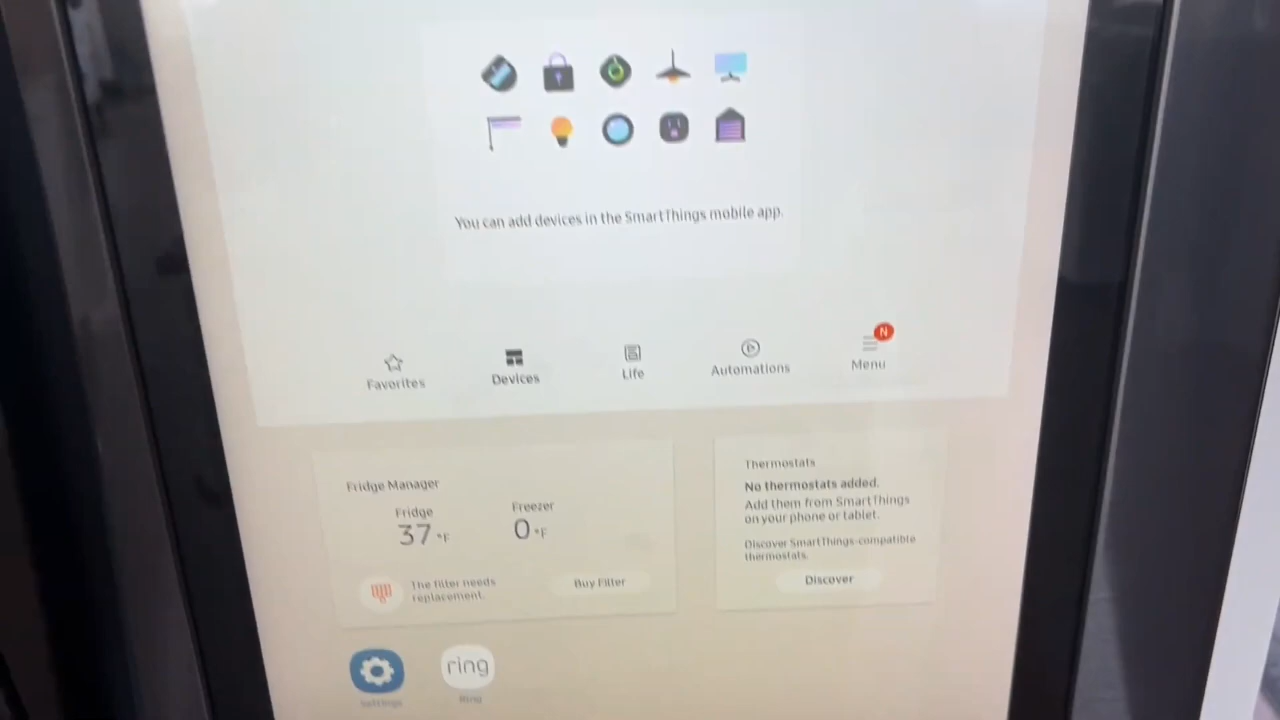 You can add devices in the SmartThings mobile app.
Favorites
Devices
Life
Automations
Menu
N
Fridge Manager
Fridge
37 °F
Freezer
0 °F
The filter needs
replacement.
Buy Filter
Thermostats
No thermostats added.
Add them from SmartThings
on your phone or tablet.
Discover SmartThings-compatible
thermostats.
Discover
ring
Settings
Ring